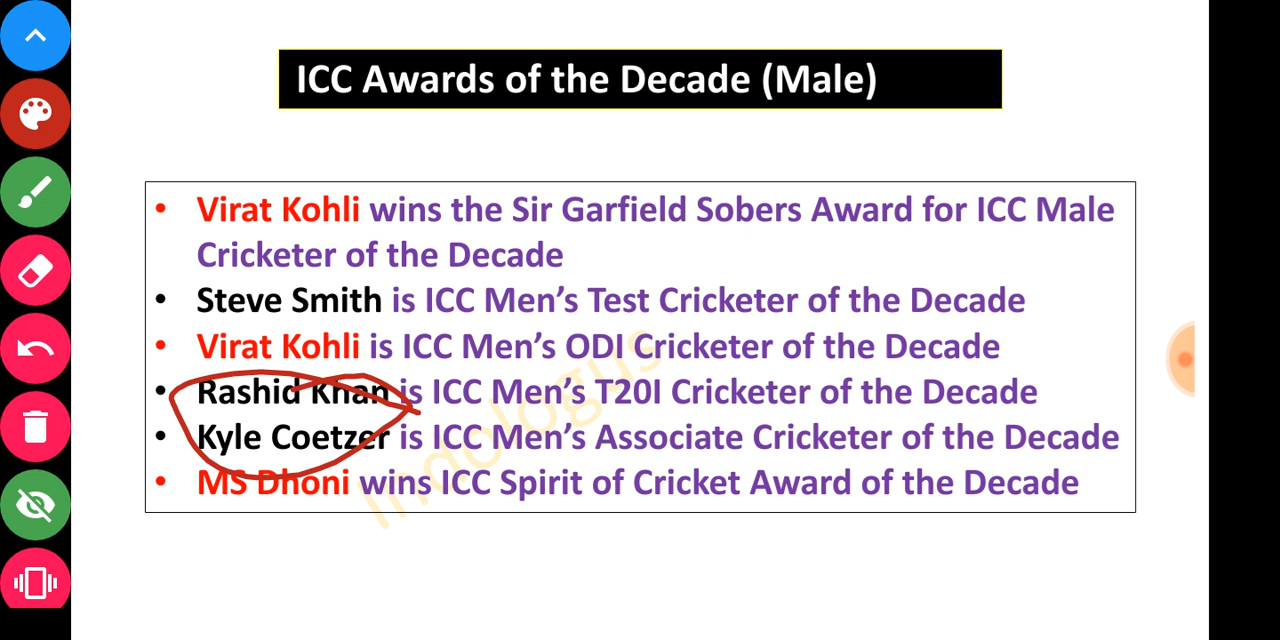 ICC Awards of the Decade (Male)
• Virat Kohli wins the Sir Garfield Sobers Award for ICC Male
Cricketer of the Decade
• Steve Smith is ICC Men’s Test Cricketer of the Decade
• Virat Kohli is ICC Men’s ODI Cricketer of the Decade
• Rashid Khan is ICC Men’s T20I Cricketer of the Decade
• Kyle Coetzer is ICC Men’s Associate Cricketer of the Decade
• MS Dhoni wins ICC Spirit of Cricket Award of the Decade
Indologus